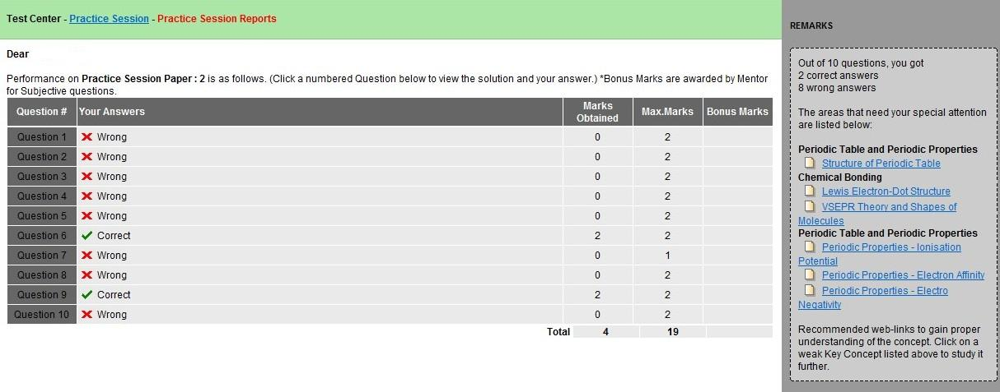 Test Center - Practice Session - Practice Session Reports
Dear
Performance on Practice Session Paper : 2 is as follows. (Click a numbered Question below to view the solution and your answer.) *Bonus Marks are awarded by Mentor
for Subjective questions.
Question # Your Answers Marks Obtained Max.Marks Bonus Marks
Question 1 Wrong 0 2
Question 2 Wrong 0 2
Question 3 Wrong 0 2
Question 4 Wrong 0 2
Question 5 Wrong 0 2
Question 6 Correct 2 2
Question 7 Wrong 0 1
Question 8 Wrong 0 2
Question 9 Correct 2 2
Question 10 Wrong 0 2
Total 4 19
REMARKS
Out of 10 questions, you got
2 correct answers
8 wrong answers
The areas that need your special attention
are listed below:
Periodic Table and Periodic Properties
Structure of Periodic Table
Chemical Bonding
Lewis Electron-Dot Structure
VSEPR Theory and Shapes of
Molecules
Periodic Table and Periodic Properties
Periodic Properties - Ionisation
Potential
Periodic Properties - Electron Affinity
Periodic Properties - Electro
Negativity
Recommended web-links to gain proper
understanding of the concept. Click on a
weak Key Concept listed above to study it
further.